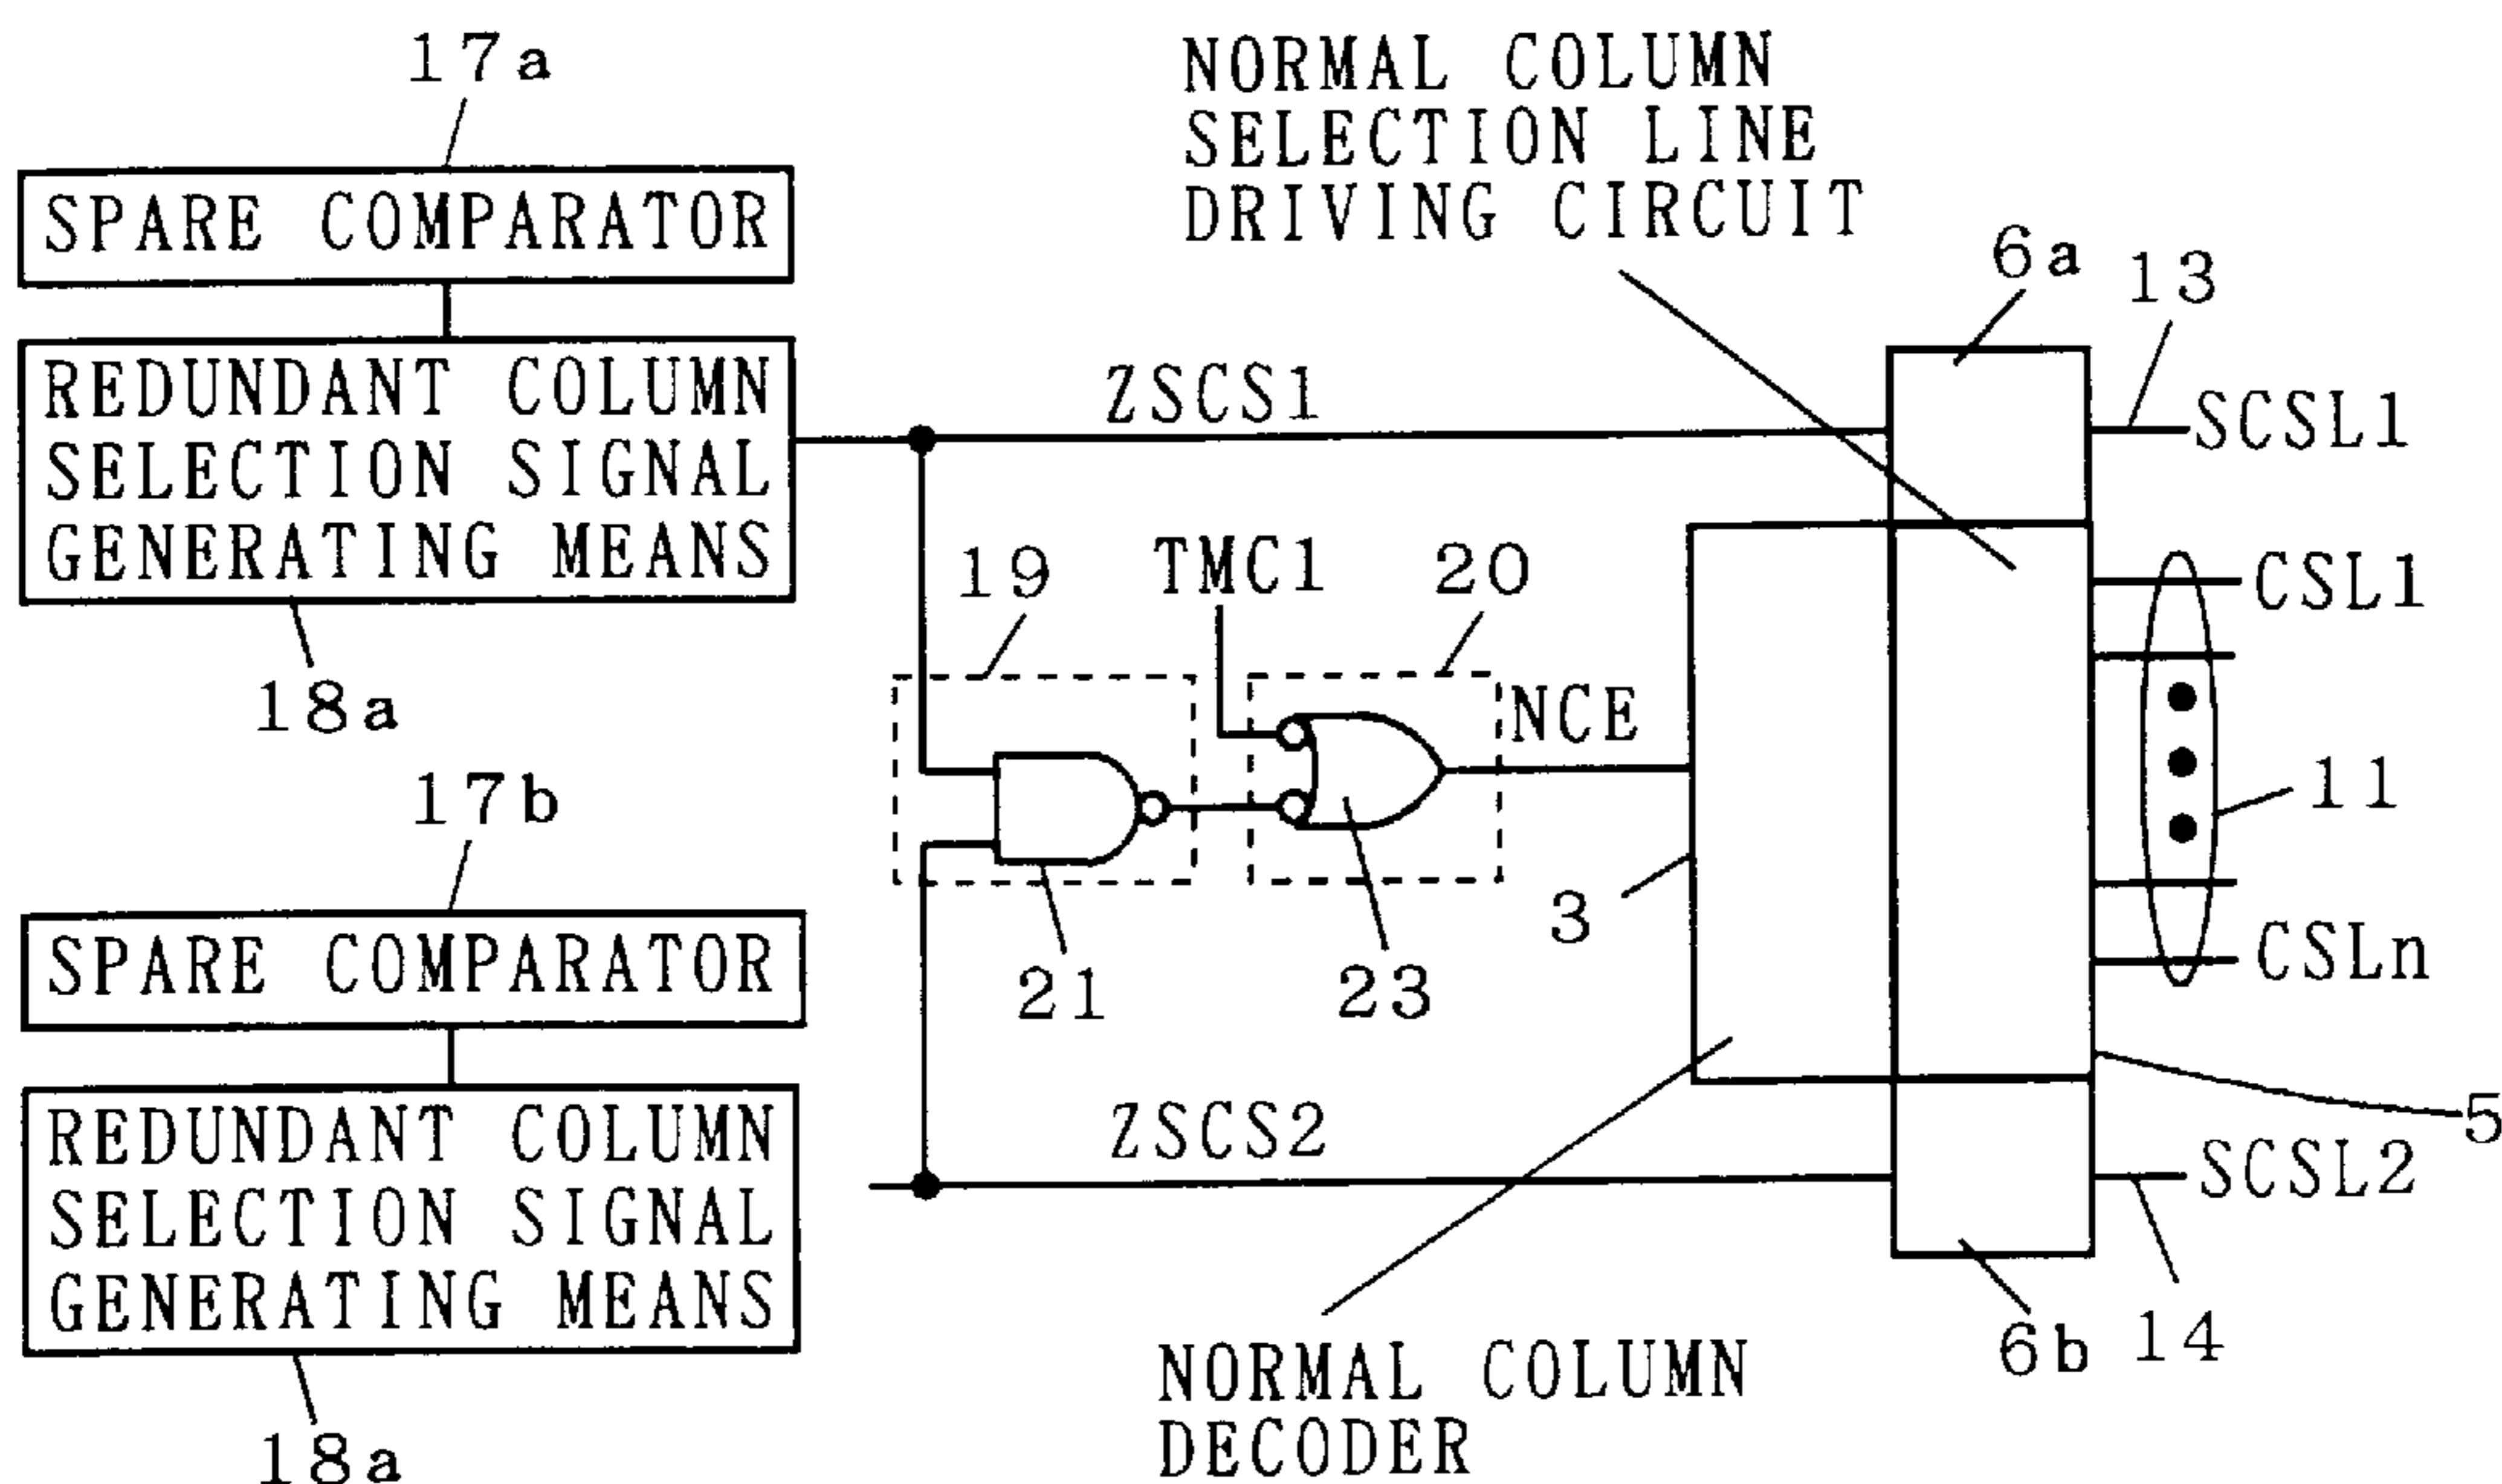 17a
SPARE COMPARATOR
REDUNDANT COLUMN
SELECTION SIGNAL
GENERATING MEANS
18a
17b
SPARE COMPARATOR
REDUNDANT COLUMN
SELECTION SIGNAL
GENERATING MEANS
18a
NORMAL COLUMN
SELECTION LINE
DRIVING CIRCUIT
6a
13
ZSCS1
SCSL1
19
TMC1
20
CSL1
NCE
11
3
21
23
CSLn
5
ZSCS2
SCSL2
6b
14
NORMAL COLUMN
DECODER